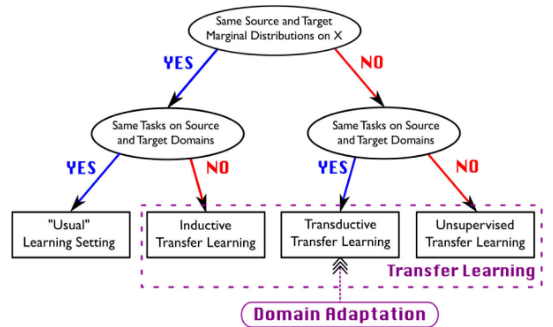 Same Source and Target
Marginal Distributions on X
YES
NO
Same Tasks on Source
and Target Domains
Same Tasks on Source
and Target Domains
YES
NO
YES
NO
"Usual"
Learning Setting
Inductive
Transfer Learning
Transductive
Transfer Learning
Unsupervised
Transfer Learning
Transfer Learning
Domain Adaptation